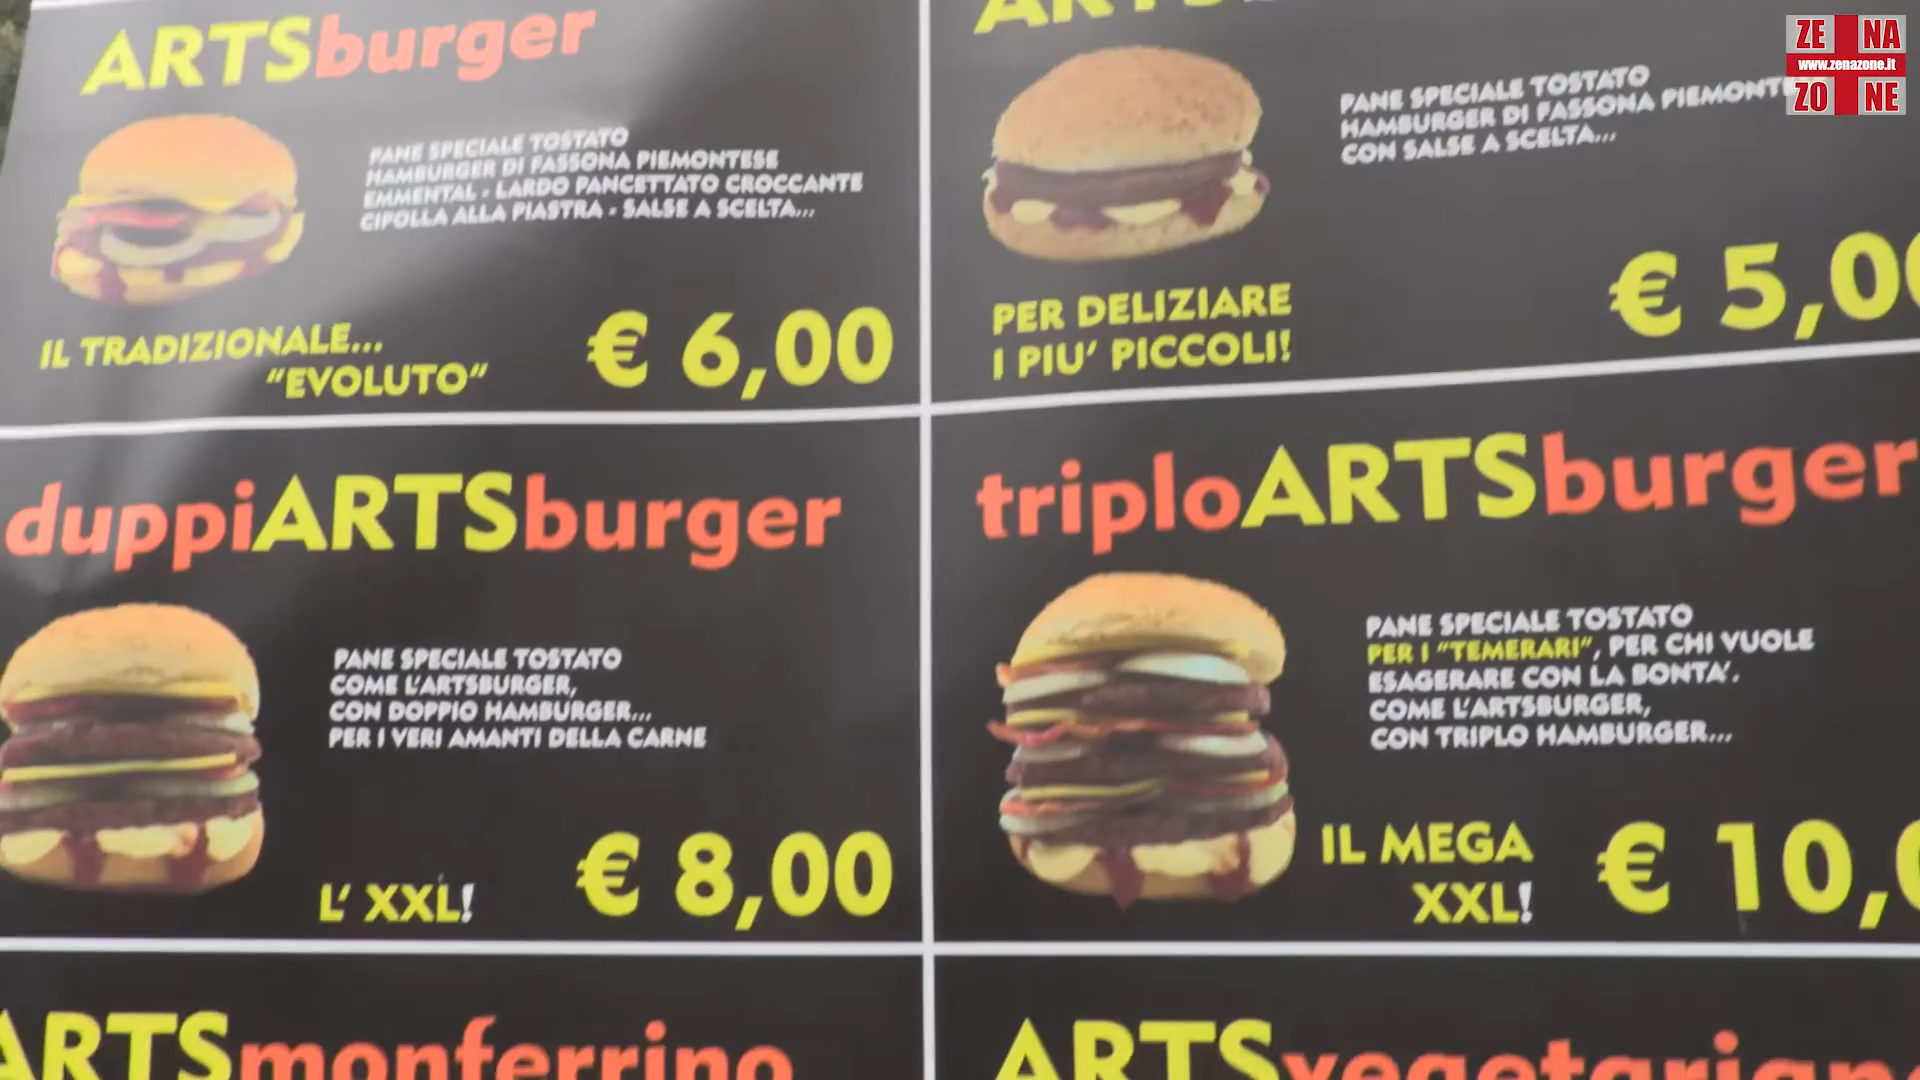 ARTSburger
PANE SPECIALE TOSTATO
HAMBURGER DI FASSONA PIEMONTESE
EMMENTAL - LARDO PANCETTATO CROCCANTE
CIPOLLA ALLA PIASTRA - SALSE A SCELTA...
IL TRADIZIONALE...
"EVOLUTO"
€ 6,00
PANE SPECIALE TOSTATO
HAMBURGER DI FASSONA
CON SALSE A SCELTA...
PER DELIZIARE
I PIU' PICCOLI!
€ 5,00
duppiARTSburger
PANE SPECIALE TOSTATO
COME L'ARTSBURGER,
CON DOPPIO HAMBURGER...
PER I VERI AMANTI DELLA CARNE
L' XXL!
€ 8,00
triploARTSburger
PANE SPECIALE TOSTATO
PER I "TEMERARI", PER CHI VUOLE
ESAGERARE CON LA BONTA'.
COME L'ARTSBURGER,
CON TRIPLO HAMBURGER...
IL MEGA
XXL!
€ 10,0
ARTSmonferrino
ARTSvegetarian
ZE NA
www.zenazone.it
ZO NE